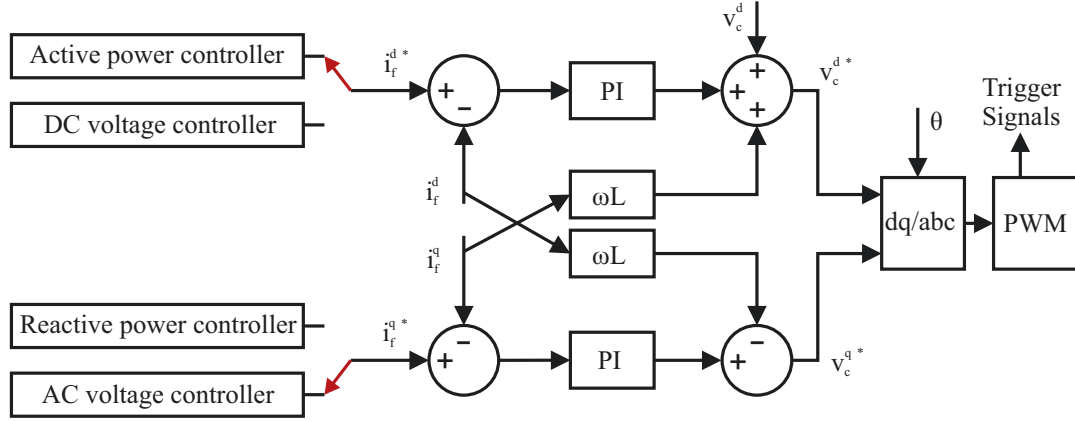 Active power controller
DC voltage controller
Reactive power controller
AC voltage controller
i_f^d *
i_f^d
i_f^q
i_f^q *
+
−
−
+
PI
ωL
ωL
PI
v_c^d
+
+
+
−
+
v_c^d *
v_c^q *
θ
dq/abc
Trigger
Signals
PWM